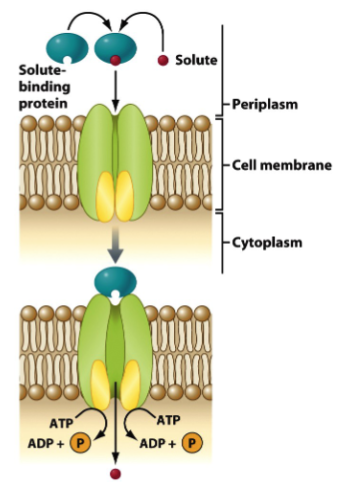 Solute
Solute-
binding
protein
Periplasm
Cell membrane
Cytoplasm
ATP
ATP
ADP + P
ADP + P